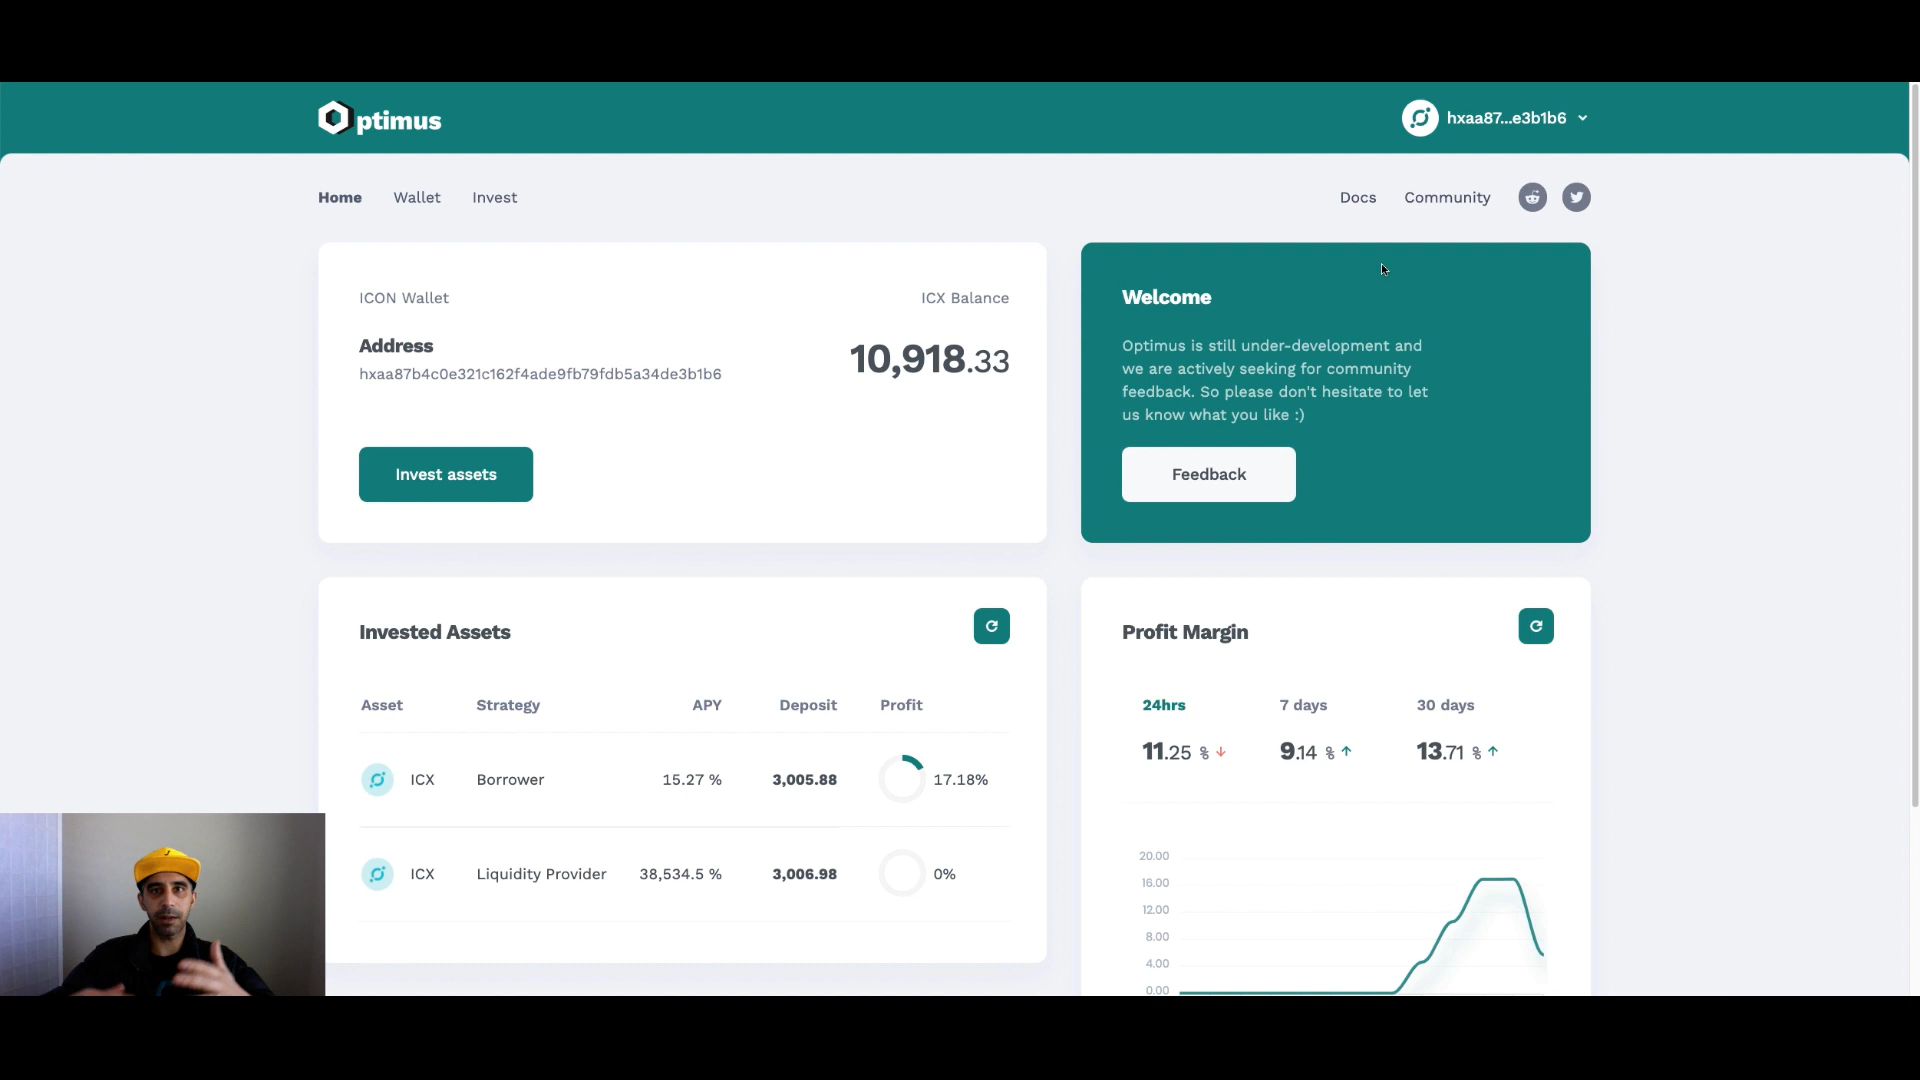 Optimus
hxaa87...e3b1b6
Home Wallet Invest
Docs Community
ICON Wallet
ICX Balance
Address
hxaa87b4c0e321c162f4ade9fb79fdb5a34de3b1b6
10,918.33
Invest assets
Welcome
Optimus is still under-development and
we are actively seeking for community
feedback. So please don't hesitate to let
us know what you like :)
Feedback
Invested Assets
Asset Strategy APY Deposit Profit
ICX Borrower 15.27 % 3,005.88 17.18%
ICX Liquidity Provider 38,534.5 % 3,006.98 0%
Profit Margin
24hrs 7 days 30 days
11.25 % 9.14 % 13.71 %
20.00
16.00
12.00
8.00
4.00
0.00